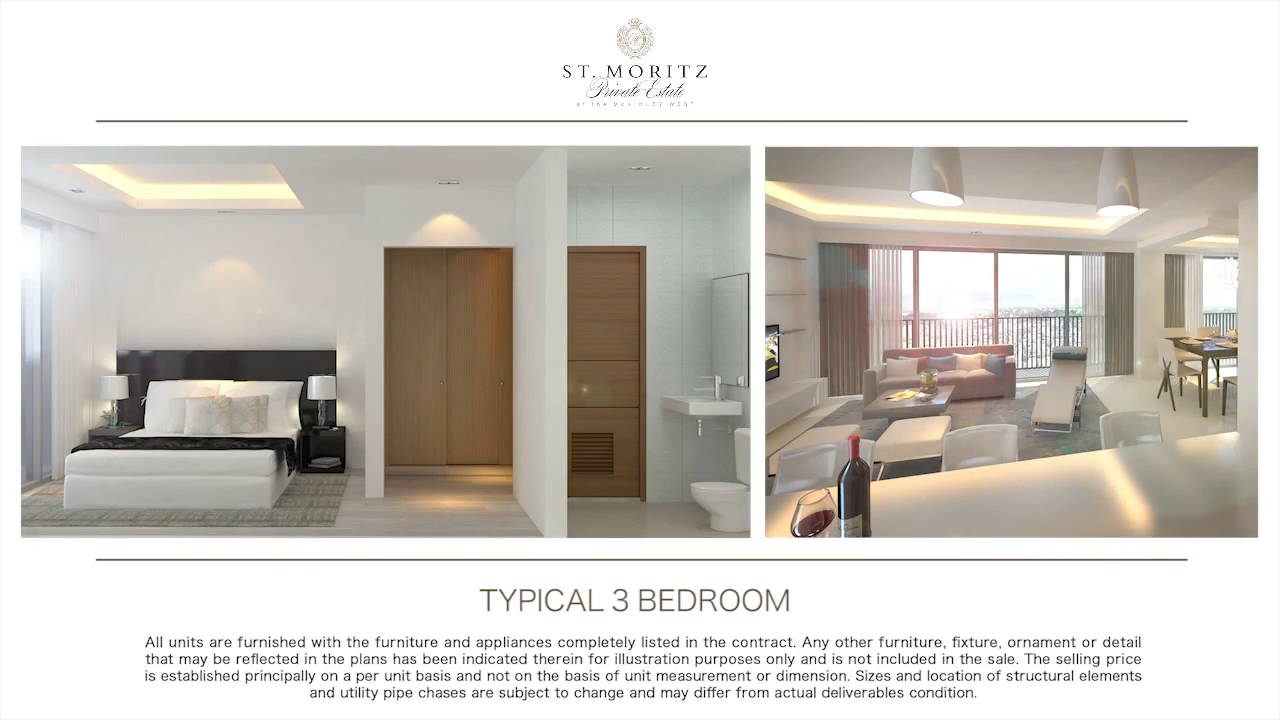 ST. MORITZ
Private Estate
at the McKINLEY WEST
TYPICAL 3 BEDROOM
All units are furnished with the furniture and appliances completely listed in the contract. Any other furniture, fixture, ornament or detail
that may be reflected in the plans has been indicated therein for illustration purposes only and is not included in the sale. The selling price
is established principally on a per unit basis and not on the basis of unit measurement or dimension. Sizes and location of structural elements
and utility pipe chases are subject to change and may differ from actual deliverables condition.